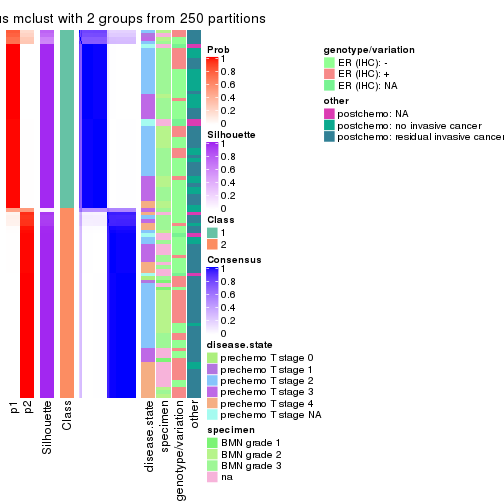 us mclust with 2 groups from 250 partitions
Prob
1
0.8
0.6
0.4
0.2
0
Silhouette
1
0.8
0.6
0.4
0.2
0
Class
1
2
Consensus
1
0.8
0.6
0.4
0.2
0
disease.state
prechemo T stage 0
prechemo T stage 1
prechemo T stage 2
prechemo T stage 3
prechemo T stage 4
prechemo T stage NA
specimen
BMN grade 1
BMN grade 2
BMN grade 3
na
genotype/variation
ER (IHC): -
ER (IHC): +
ER (IHC): NA
other
postchemo: NA
postchemo: no invasive cancer
postchemo: residual invasive cancer
p1
p2
Silhouette
Class
disease.state
specimen
genotype/variation
other